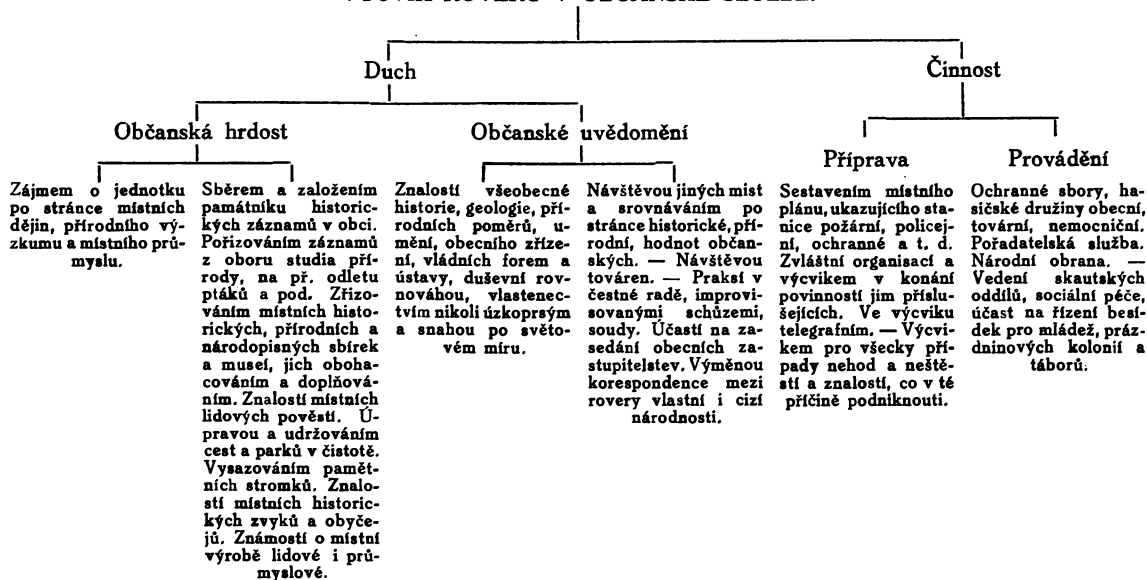 Duch
Činnost
Občanská hrdost
Občanské uvědomění
Příprava
Provádění
Zájmem o jednotku
po stránce místních
dějin, přírodního vý-
zkumu a místního prů-
myslu.
Sběrem a založením
památníku historic-
kých záznamů v obci.
Pořizováním záznamů
z oboru studia pří-
rody, na př. odletu
ptáků a pod. Zřizo-
váním místních histo-
rických, přírodních a
národopisných sbírek
a museí, jich oboha-
cováním a doplňová-
ním. Znalostí místních
lidových pověstí. Ú-
pravou a udržováním
cest a parků v čistotě.
Vysazováním pamět-
ních stromků. Znalo-
stí místních historic-
kých zvyků a obyče-
jů. Známostí o místní
výrobě lidové i prů-
myslové.
Znalostí všeobecné
historie, geologie, pří-
rodních poměrů, u-
mění, obecního zříze-
ní, vládních forem a
ústavy, duševní rov-
nováhou, vlastenec-
tvím nikoli úzkoprsým
a snahou po světo-
vém míru.
Návštěvou jiných míst
a srovnáváním po
stránce historické, pří-
rodní, hodnot občan-
ských. — Návštěvou
továren. — Praksí v
čestné radě, improvi-
sovanými schůzemi,
soudy. Účastí na za-
sedání obecních za-
stupitelstev. Výměnou
korespondence mezi
rovery vlastní i cizí
národnosti.
Sestavením místního
plánu, ukazujícího sta-
nice požární, policej-
ní, ochranné a t. d.
Zvláštní organisací a
výcvikem v konání
povinností jim příslu-
šejících. Ve výcviku
telegrafním. — Výcvi-
kem pro všecky pří-
pady nehod a neště-
stí a znalostí, co v té
příčině podniknouti.
Ochranné sbory, ha-
sičské družiny obecní,
tovární, nemocniční.
Pořadatelská služba.
Národní obrana. —
Vedení skautských
oddílů, sociální péče,
účast na řízení besí-
dek pro mládež, práz-
dninových kolonií a
táborů.